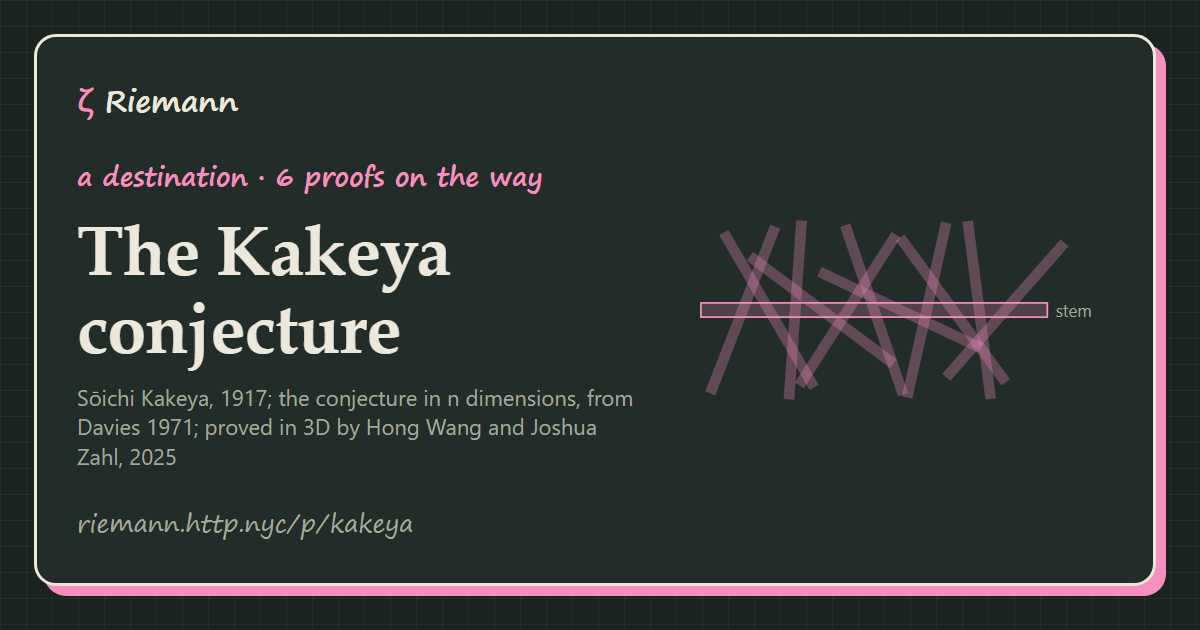 ζ Riemann
a destination · 6 proofs on the way
The Kakeya
conjecture
Sōichi Kakeya, 1917; the conjecture in n dimensions, from
Davies 1971; proved in 3D by Hong Wang and Joshua
Zahl, 2025
riemann.http.nyc/p/kakeya
stem